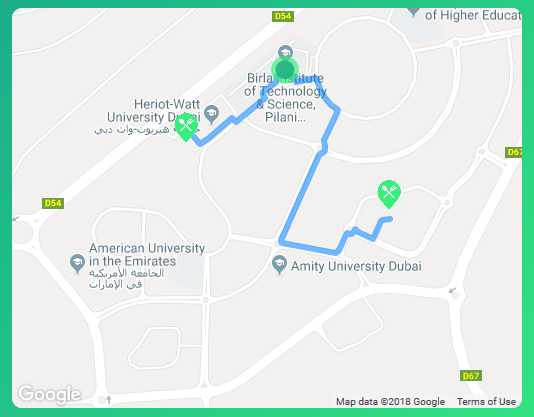 D54
of Higher Educa
Birla Institute
of Technology
& Science,
Pilani...
Heriot-Watt
University Dubai
هيريوت-وات دبي
D67
D54
American University
in the Emirates
الجامعة الأمريكية
في الإمارات
Amity University Dubai
D67
Google
Map data ©2018 Google
Terms of Use